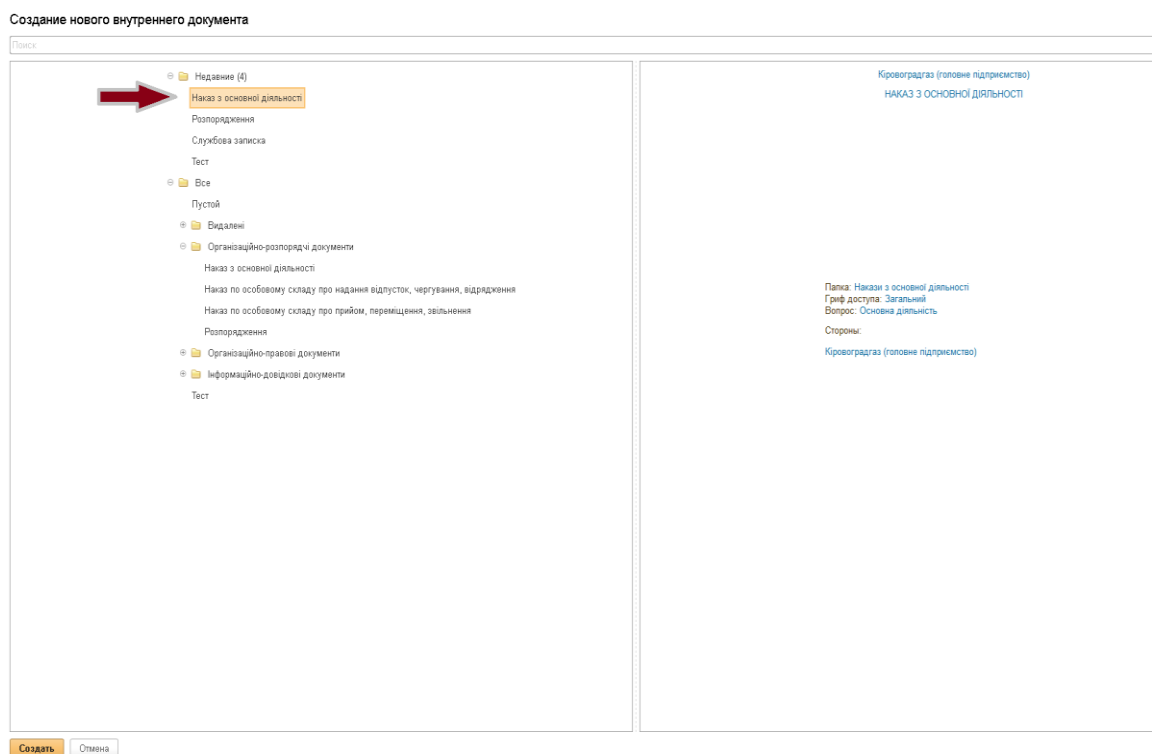 Создание нового внутреннего документа
Поиск
Недавние (4)
Наказ з основної діяльності
Розпорядження
Службова записка
Тест
Все
Пустой
Видалені
Організаційно-розпорядчі документи
Наказ з основної діяльності
Наказ по особовому складу про надання відпусток, чергування, відрядження
Наказ по особовому складу про прийом, переміщення, звільнення
Розпорядження
Організаційно-правові документи
Інформаційно-довідкові документи
Тест
Кіровоградгаз (головне підприємство)
НАКАЗ З ОСНОВНОЇ ДІЯЛЬНОСТІ
Папка: Накази з основної діяльності
Гриф доступа: Загальний
Вопрос: Основна діяльність
Стороны:
Кіровоградгаз (головне підприємство)
Создать Отмена